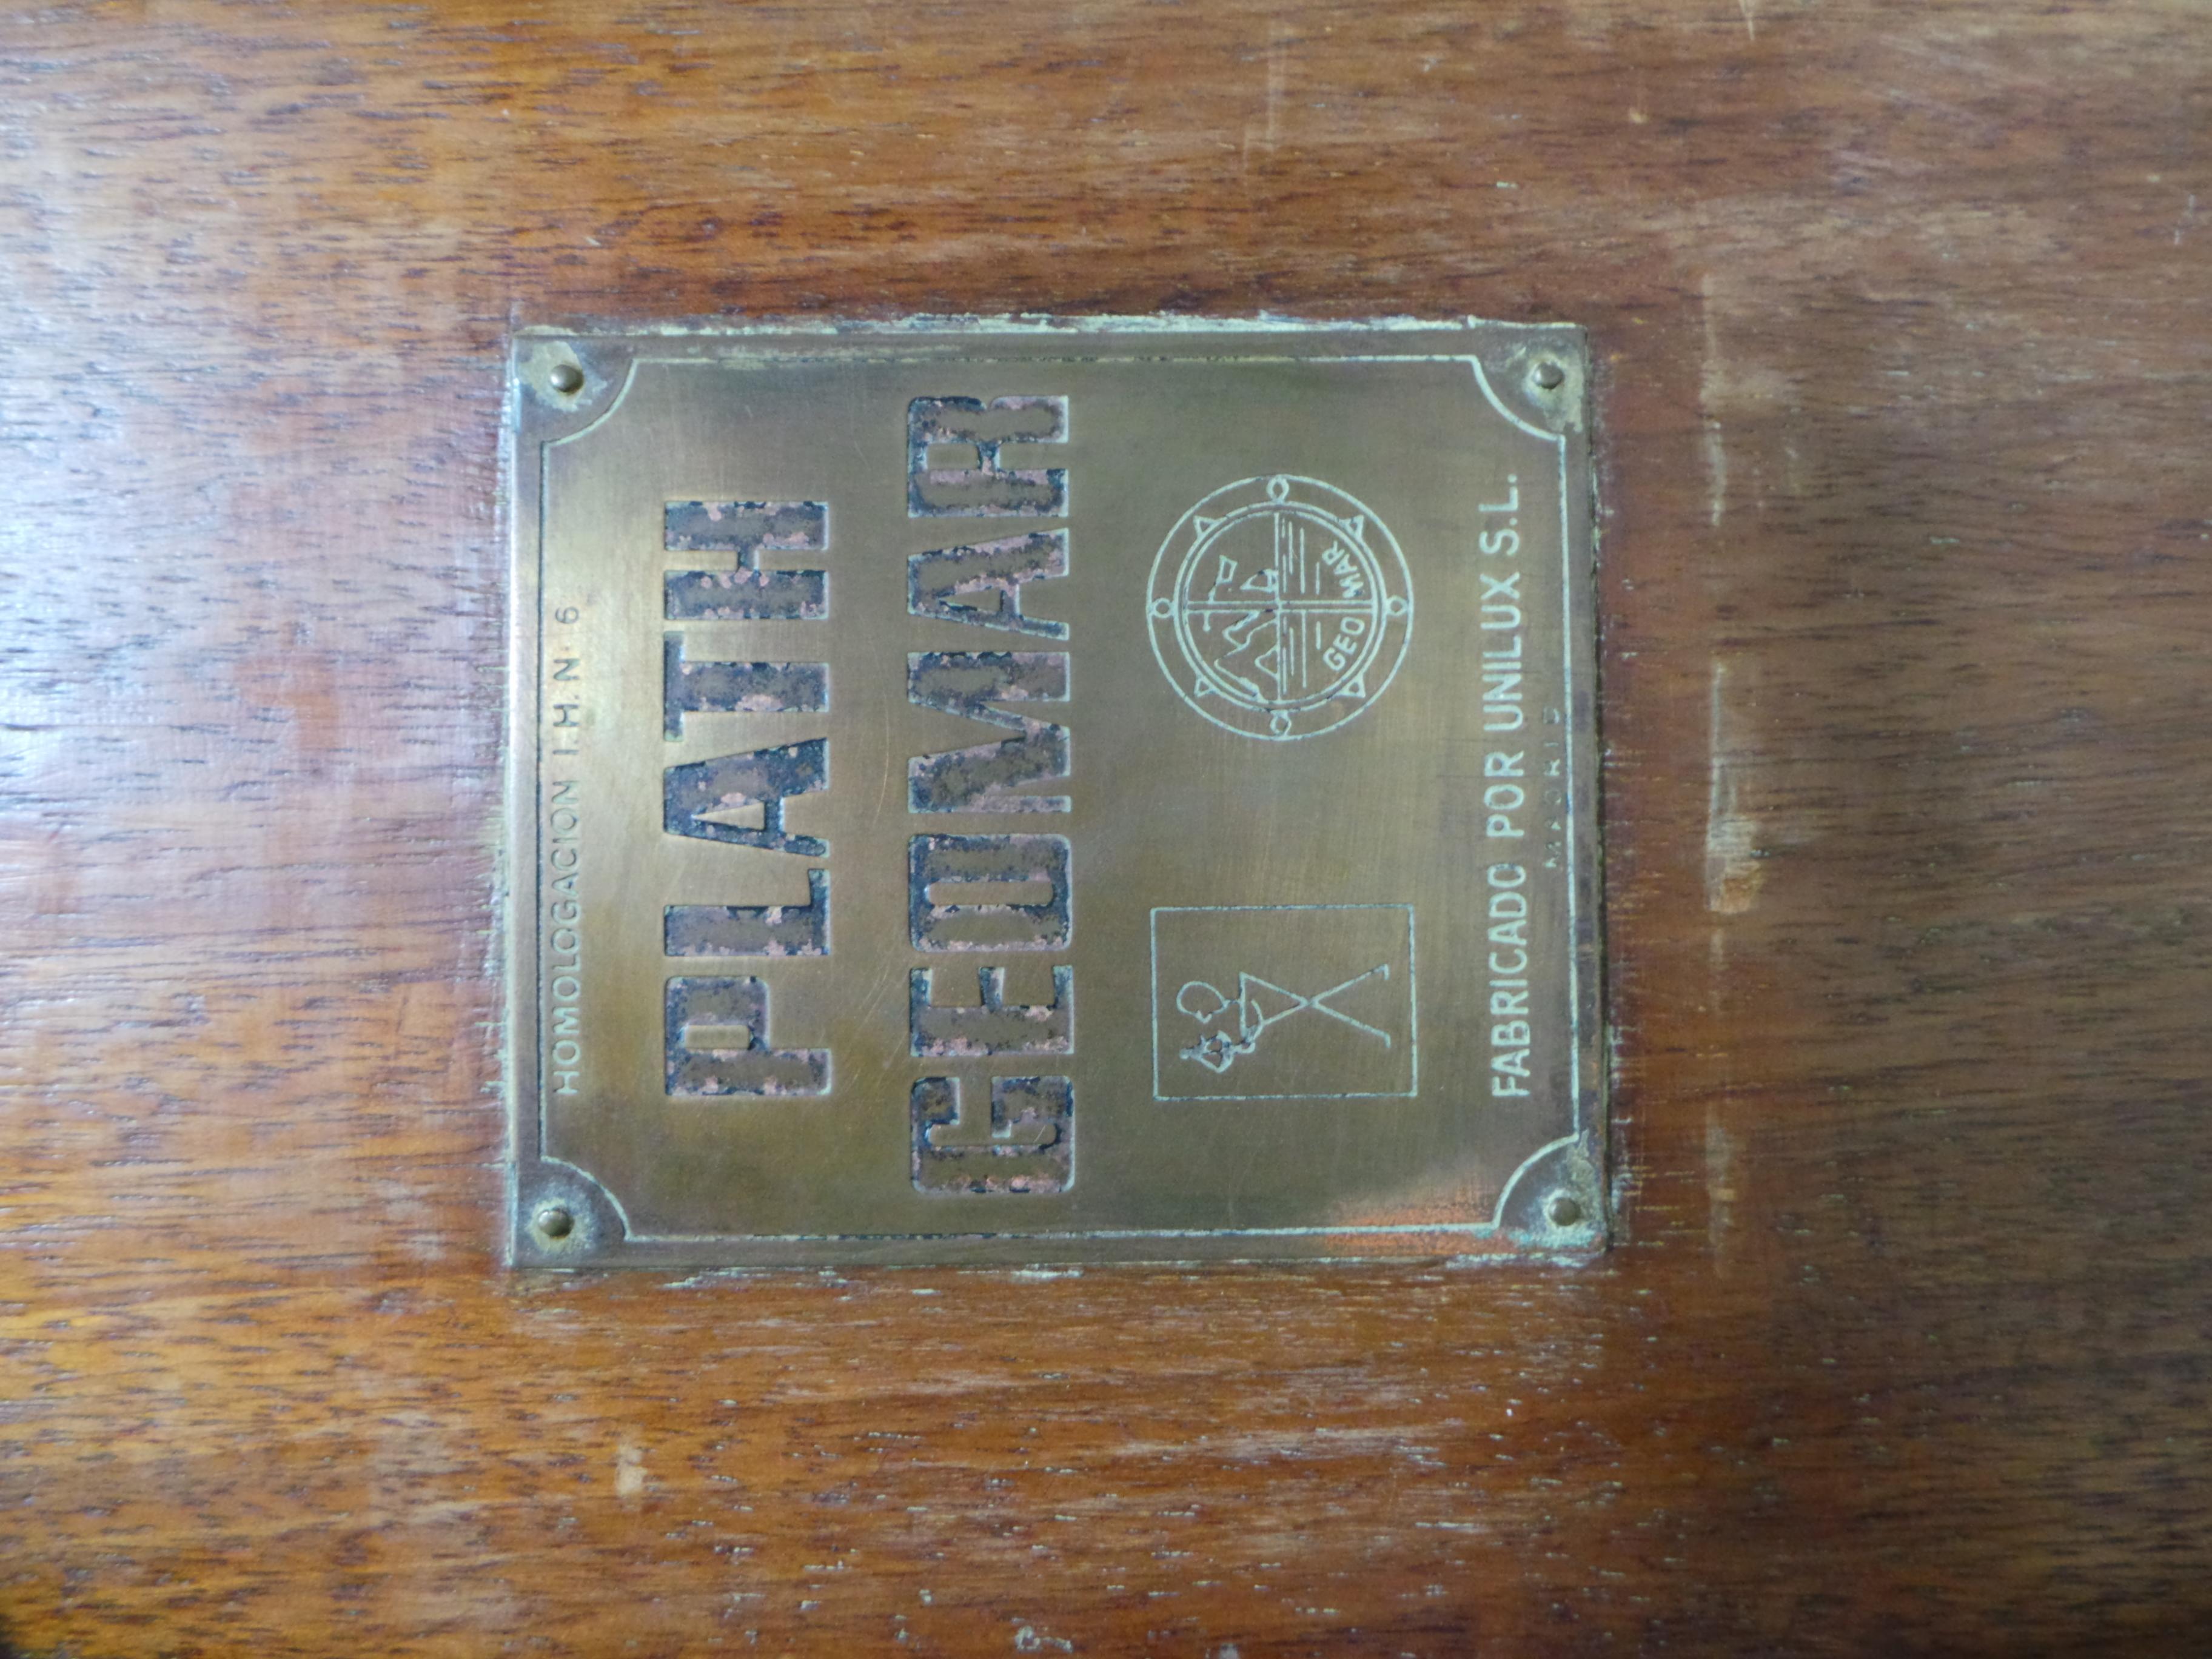 HOMOLOGACION I.H.N 6
PLATH
GEOMAR
GEO MAR
FABRICADO POR UNILUX S.L.
MADRID